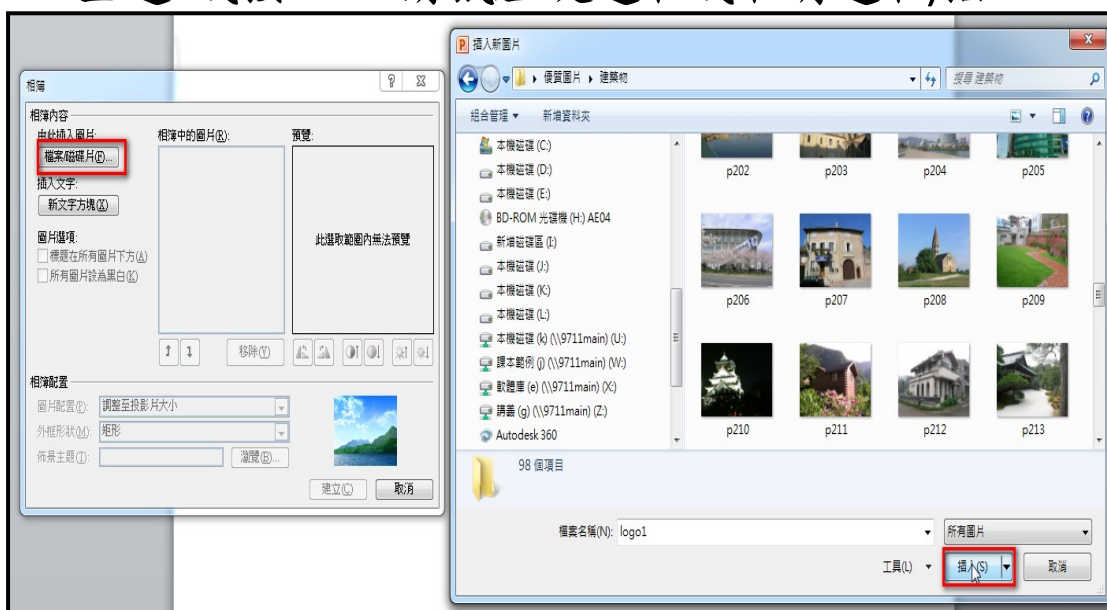 相簿
相簿內容
由此插入圖片:
檔案/磁碟片(F)...
插入文字:
新文字方塊(X)
圖片選項:
標題在所有圖片下方(A)
所有圖片設為黑白(K)
相簿中的圖片(R):
預覽:
此選取範圍內無法預覽
移除(V)
相簿配置
圖片配置(P): 調整至投影片大小
外框形狀(M): 矩形
佈景主題(T):
瀏覽(B)...
建立(C)
取消
插入新圖片
優質圖片
建築物
搜尋 建築物
組合管理
新增資料夾
本機磁碟 (C:)
本機磁碟 (D:)
本機磁碟 (E:)
BD-ROM 光碟機 (H:) AE04
新增磁碟區 (I:)
本機磁碟 (J:)
本機磁碟 (K:)
本機磁碟 (L:)
本機磁碟 (k) (\\9711main) (U:)
課本範例 (j) (\\9711main) (W:)
軟體庫 (e) (\\9711main) (X:)
講義 (g) (\\9711main) (Z:)
Autodesk 360
p202 p203 p204 p205
p206 p207 p208 p209
p210 p211 p212 p213
98 個項目
檔案名稱(N): logo1
所有圖片
工具(L)
插入(S)
取消